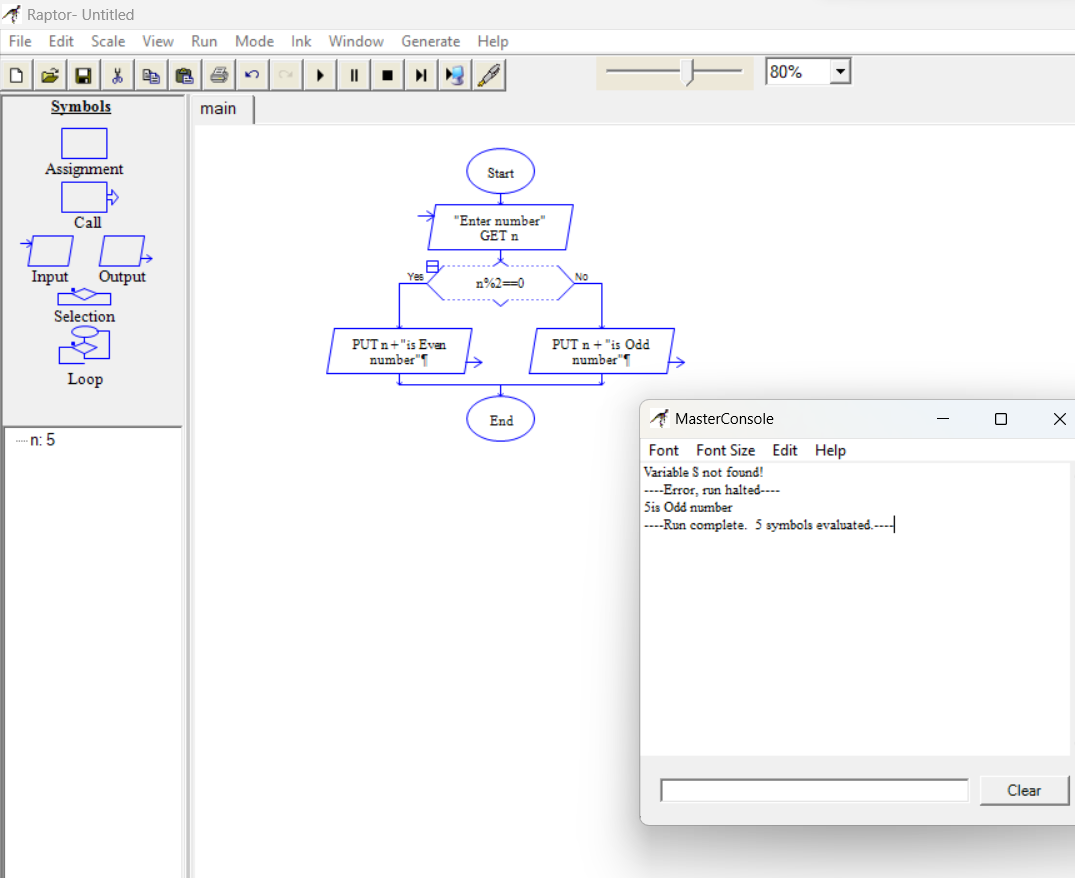 Raptor- Untitled
File Edit Scale View Run Mode Ink Window Generate Help
80%
Symbols
Assignment
Call
Input Output
Selection
Loop
n: 5
main
Start
"Enter number"
GET n
Yes
n%2==0
No
PUT n+"is Even
number"¶
PUT n + "is Odd
number"¶
End
MasterConsole
Font Font Size Edit Help
Variable S not found!
----Error, run halted----
5is Odd number
----Run complete. 5 symbols evaluated.----
Clear